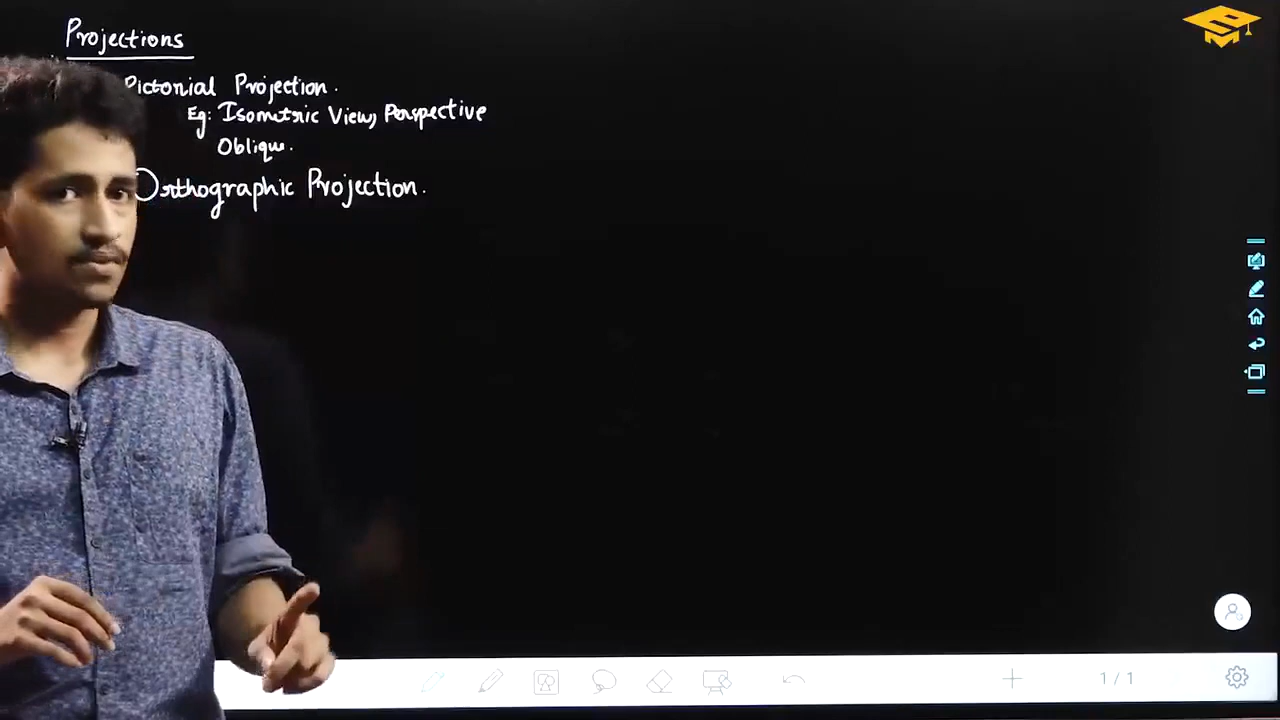 Projections
Pictorial Projection.
Eg: Isometric View, Perspective
Oblique.
Orthographic Projection.
1 / 1